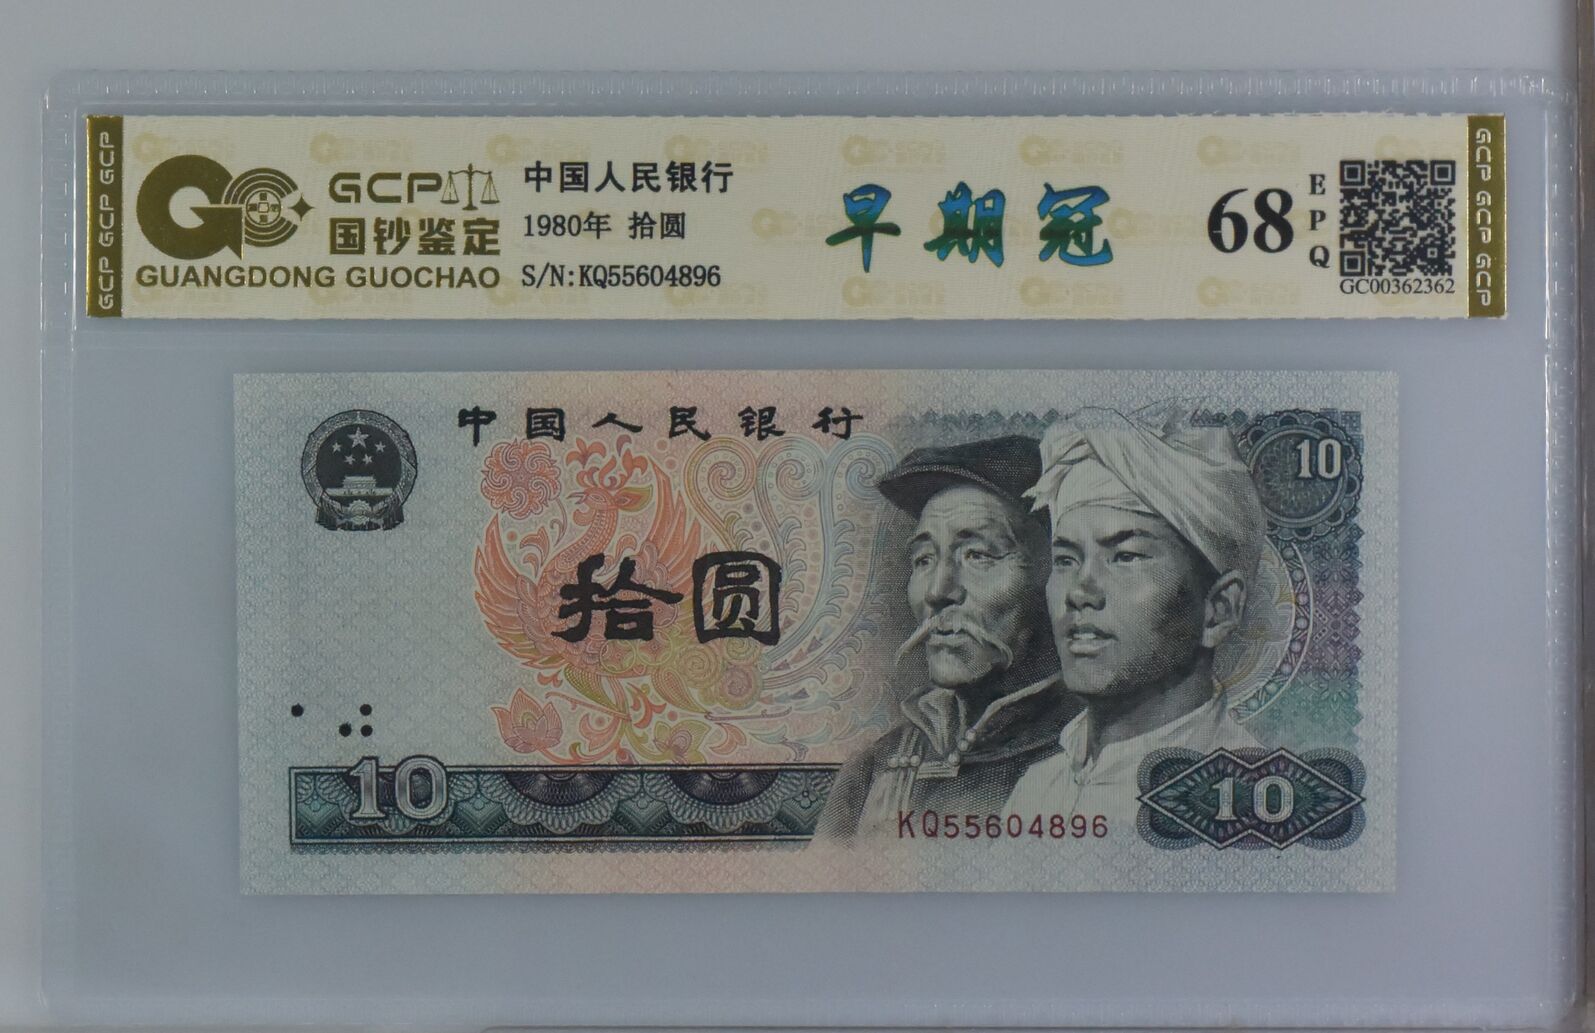 GCP GCP GCP
GCP
国钞鉴定
GUANGDONG GUOCHAO
中国人民银行
1980年 拾圆
S/N:KQ55604896
早期冠
68
EPQ
GC00362362
GCP GCP GCP
中国人民银行
10
拾圆
10
KQ55604896
10